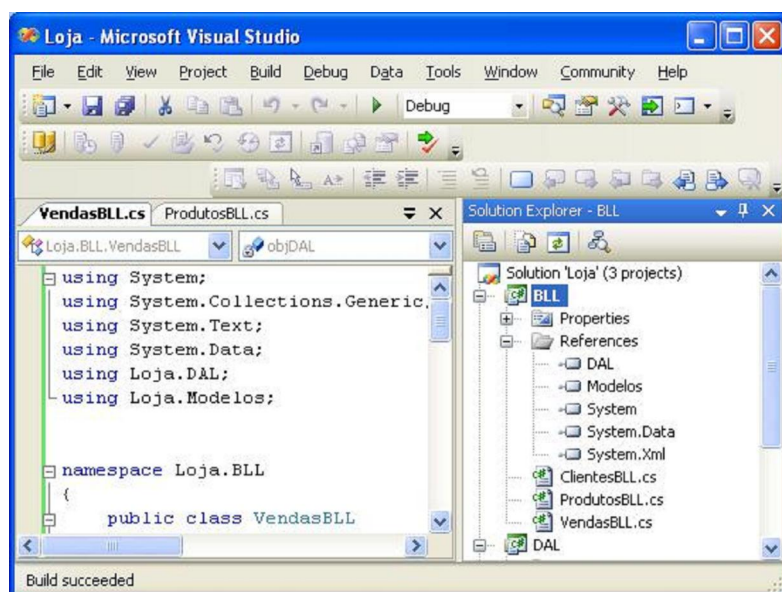 Loja - Microsoft Visual Studio
File Edit View Project Build Debug Data Tools Window Community Help
Debug
VendasBLL.cs ProdutosBLL.cs
Loja.BLL.VendasBLL objDAL
using System;
using System.Collections.Generic;
using System.Text;
using System.Data;
using Loja.DAL;
using Loja.Modelos;
namespace Loja.BLL
{
public class VendasBLL
Solution Explorer - BLL
Solution 'Loja' (3 projects)
BLL
Properties
References
DAL
Modelos
System
System.Data
System.Xml
ClientesBLL.cs
ProdutosBLL.cs
VendasBLL.cs
DAL
Build succeeded